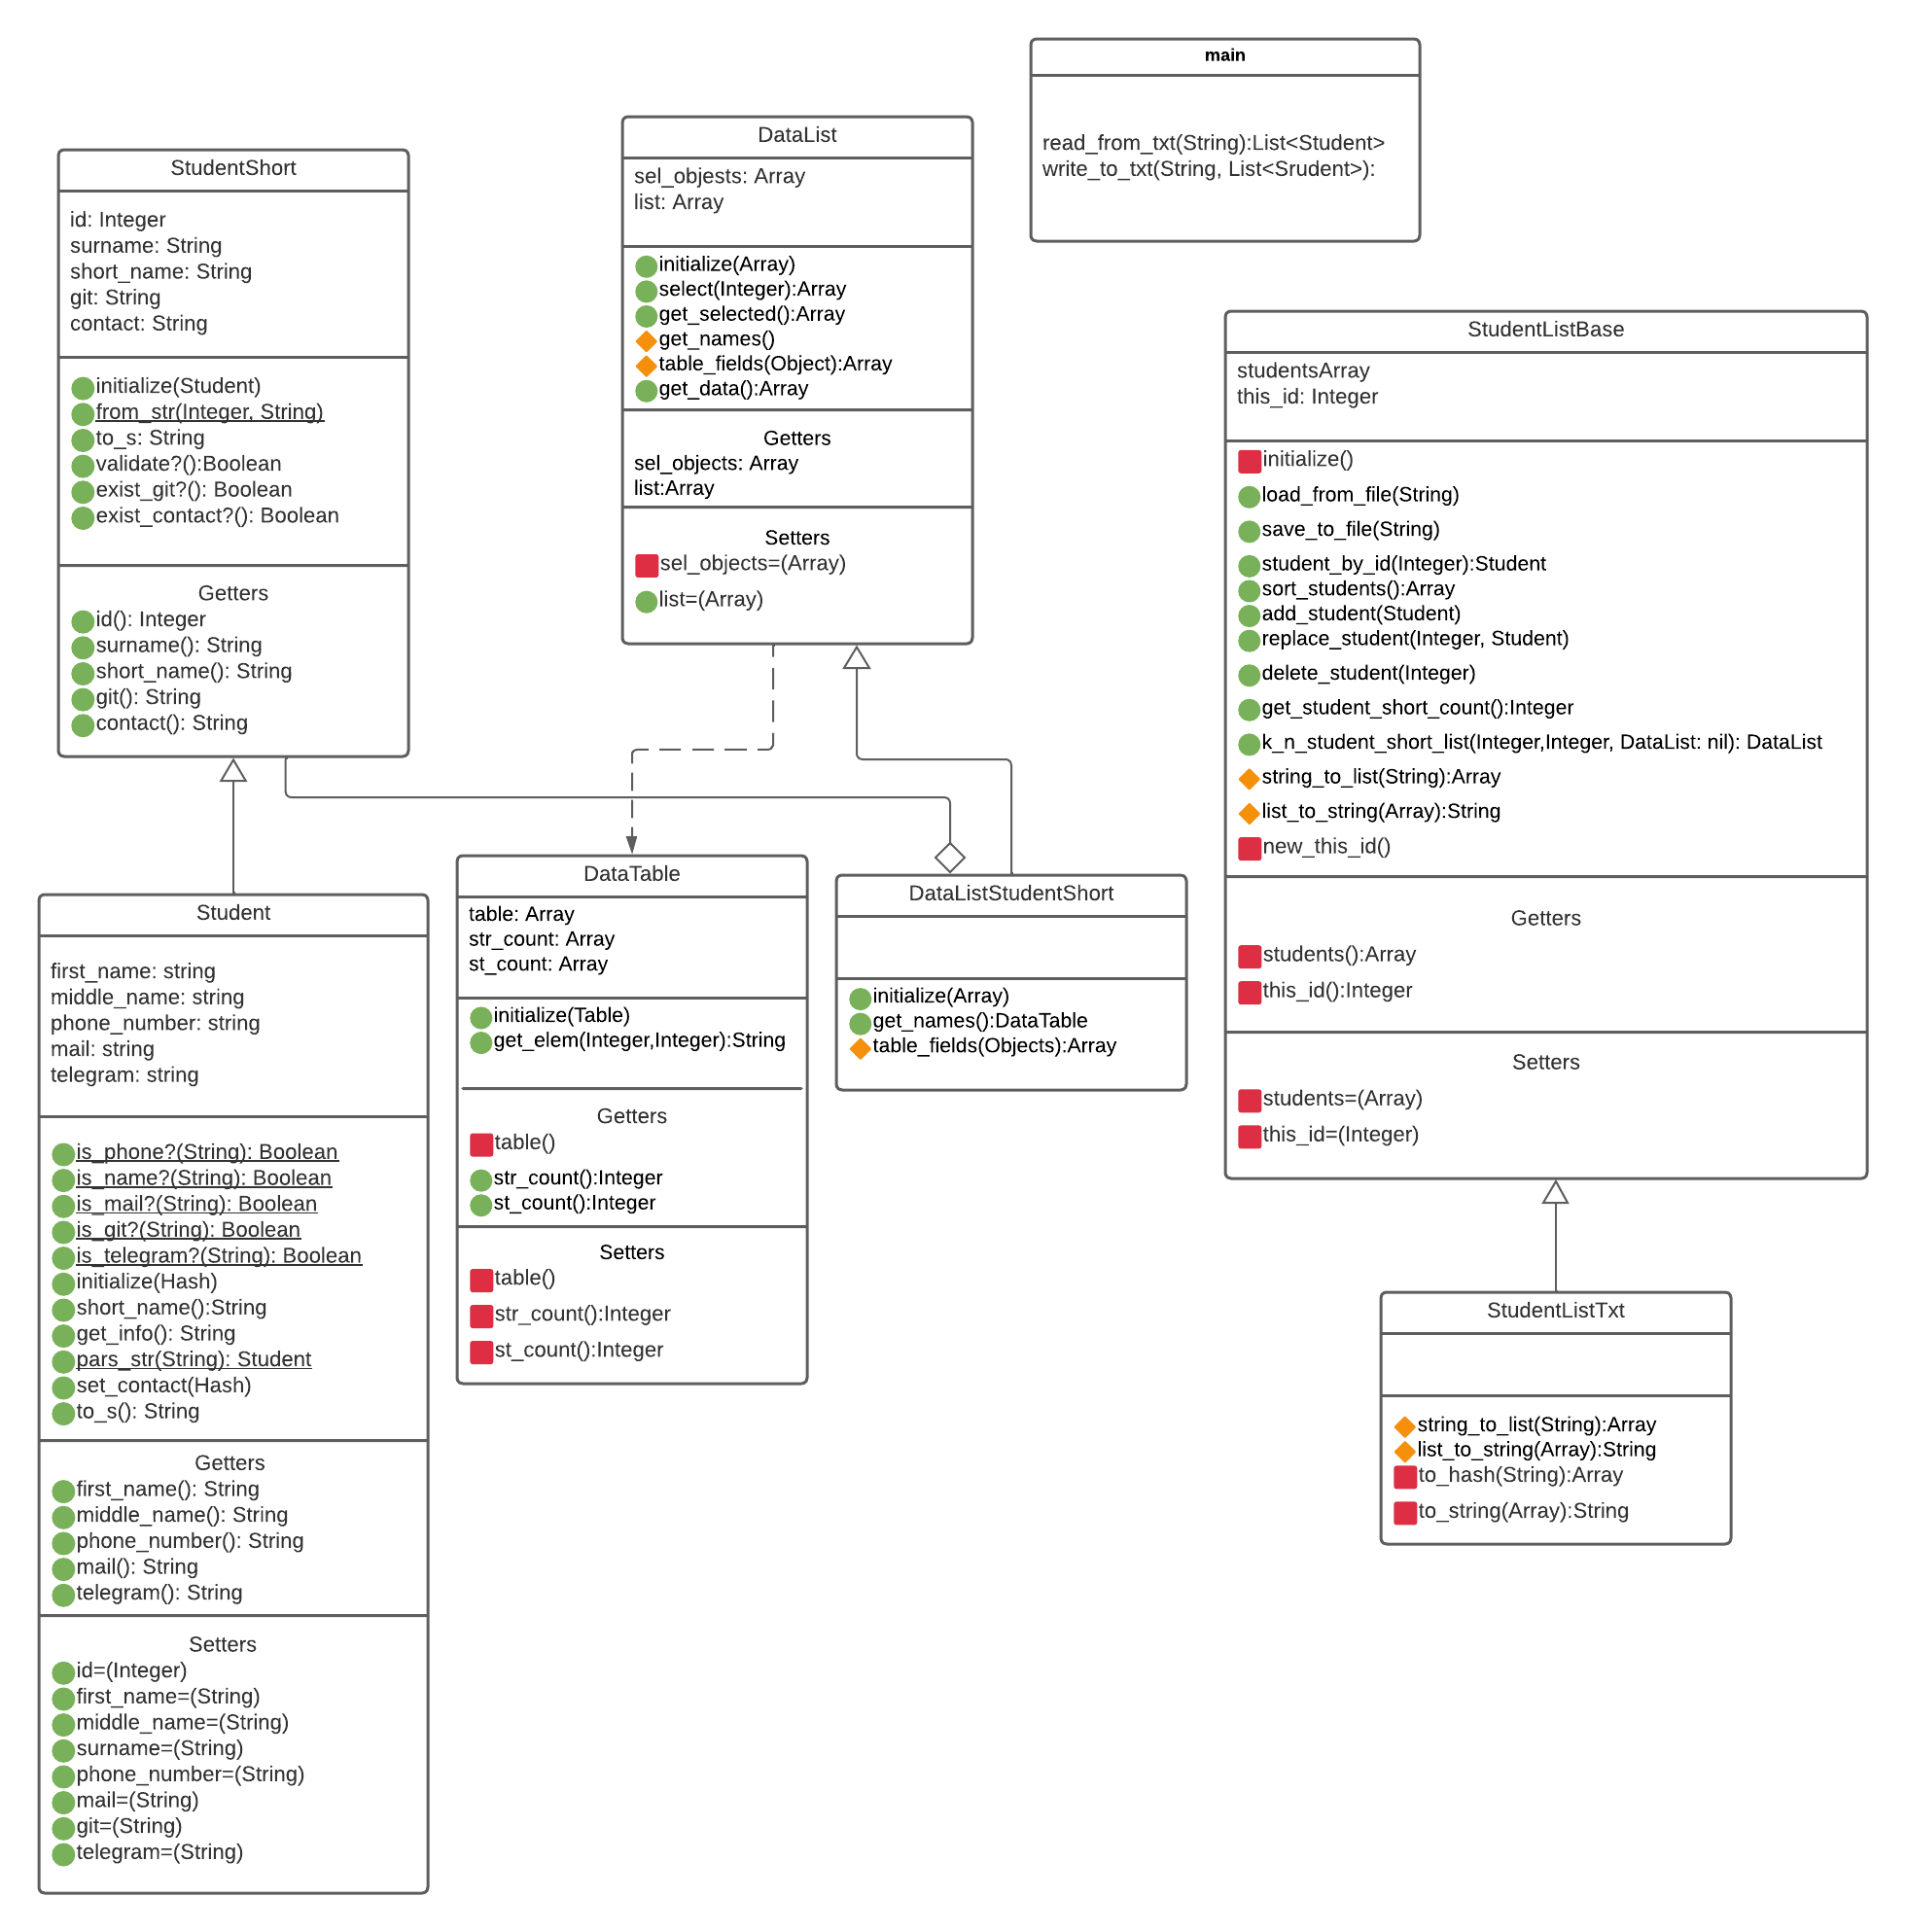 main
read_from_txt(String):List<Student>
write_to_txt(String, List<Srudent>):
StudentShort
id: Integer
surname: String
short_name: String
git: String
contact: String
initialize(Student)
from_str(Integer, String)
to_s: String
validate?():Boolean
exist_git?(): Boolean
exist_contact?(): Boolean
Getters
id(): Integer
surname(): String
short_name(): String
git(): String
contact(): String
DataList
sel_objests: Array
list: Array
initialize(Array)
select(Integer):Array
get_selected():Array
get_names()
table_fields(Object):Array
get_data():Array
Getters
sel_objects: Array
list:Array
Setters
sel_objects=(Array)
list=(Array)
StudentListBase
studentsArray
this_id: Integer
initialize()
load_from_file(String)
save_to_file(String)
student_by_id(Integer):Student
sort_students():Array
add_student(Student)
replace_student(Integer, Student)
delete_student(Integer)
get_student_short_count():Integer
k_n_student_short_list(Integer,Integer, DataList: nil): DataList
string_to_list(String):Array
list_to_string(Array):String
new_this_id()
Getters
students():Array
this_id():Integer
Setters
students=(Array)
this_id=(Integer)
Student
first_name: string
middle_name: string
phone_number: string
mail: string
telegram: string
is_phone?(String): Boolean
is_name?(String): Boolean
is_mail?(String): Boolean
is_git?(String): Boolean
is_telegram?(String): Boolean
initialize(Hash)
short_name():String
get_info(): String
pars_str(String): Student
set_contact(Hash)
to_s(): String
Getters
first_name(): String
middle_name(): String
phone_number(): String
mail(): String
telegram(): String
Setters
id=(Integer)
first_name=(String)
middle_name=(String)
surname=(String)
phone_number=(String)
mail=(String)
git=(String)
telegram=(String)
DataTable
table: Array
str_count: Array
st_count: Array
initialize(Table)
get_elem(Integer,Integer):String
Getters
table()
str_count():Integer
st_count():Integer
Setters
table()
str_count():Integer
st_count():Integer
DataListStudentShort
initialize(Array)
get_names():DataTable
table_fields(Objects):Array
StudentListTxt
string_to_list(String):Array
list_to_string(Array):String
to_hash(String):Array
to_string(Array):String